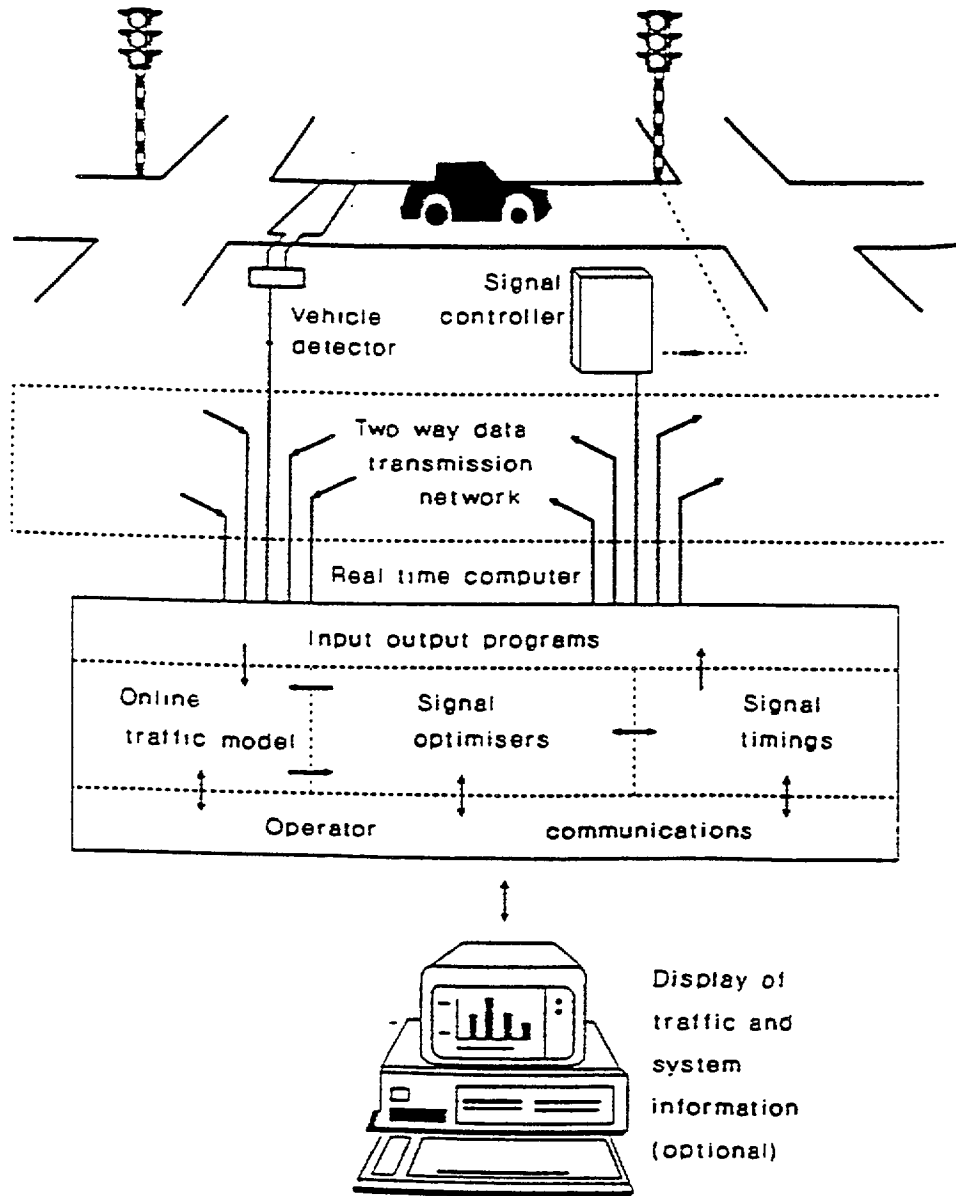 Signal
controller
Vehicle
detector
Two way data
transmission
network
Real time computer
Input output programs
Online
traffic model
Signal
optimisers
Signal
timings
Operator communications
Display of
traffic and
system
information
(optional)